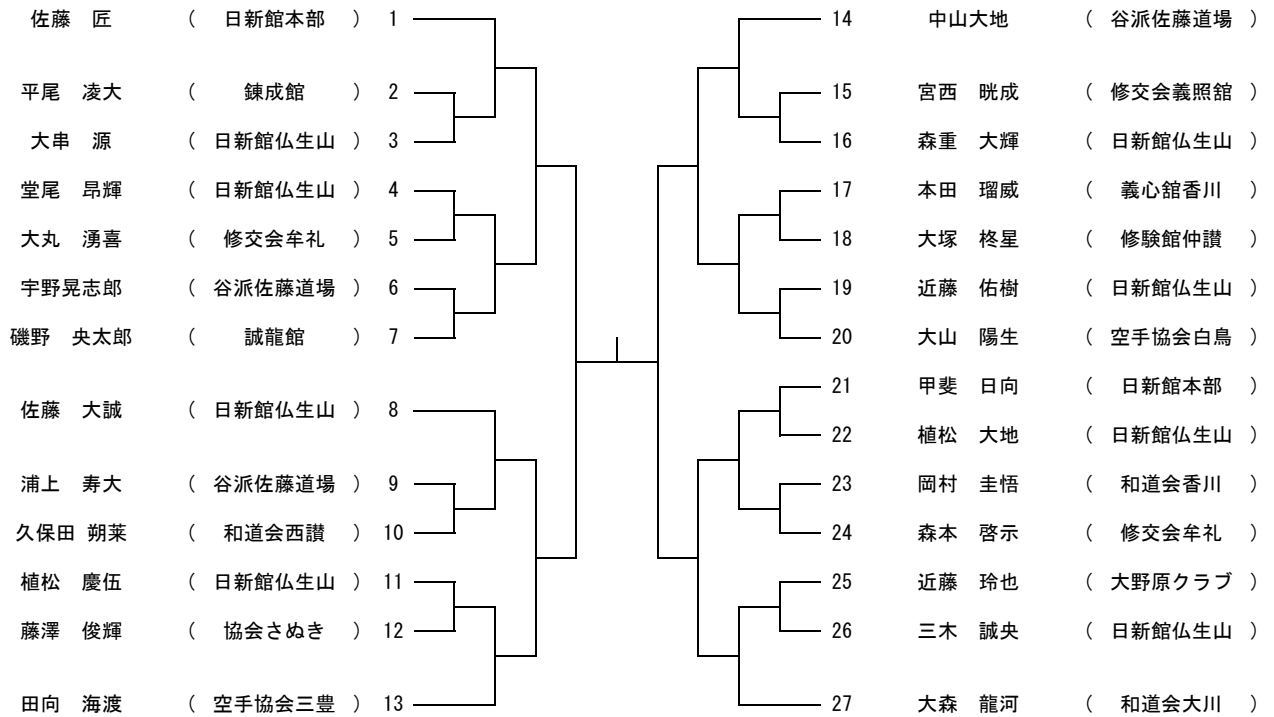 佐藤　匠 （ 日新館本部 ） 1
平尾　凌大 （ 錬成館 ） 2
大串　源 （ 日新館仏生山 ） 3
堂尾　昂輝 （ 日新館仏生山 ） 4
大丸　湧喜 （ 修交会牟礼 ） 5
宇野晃志郎 （ 谷派佐藤道場 ） 6
磯野　央太郎 （ 誠龍館 ） 7
佐藤　大誠 （ 日新館仏生山 ） 8
浦上　寿大 （ 谷派佐藤道場 ） 9
久保田 朔莱 （ 和道会西讃 ） 10
植松　慶伍 （ 日新館仏生山 ） 11
藤澤　俊輝 （ 協会さぬき ） 12
田向　海渡 （ 空手協会三豊 ） 13
14 中山大地 （ 谷派佐藤道場 ）
15 宮西　晄成 （ 修交会義照舘 ）
16 森重　大輝 （ 日新館仏生山 ）
17 本田　瑠威 （ 義心舘香川 ）
18 大塚　柊星 （ 修験館仲讃 ）
19 近藤　佑樹 （ 日新館仏生山 ）
20 大山　陽生 （ 空手協会白鳥 ）
21 甲斐　日向 （ 日新館本部 ）
22 植松　大地 （ 日新館仏生山 ）
23 岡村　圭悟 （ 和道会香川 ）
24 森本　啓示 （ 修交会牟礼 ）
25 近藤　玲也 （ 大野原クラブ ）
26 三木　誠央 （ 日新館仏生山 ）
27 大森　龍河 （ 和道会大川 ）